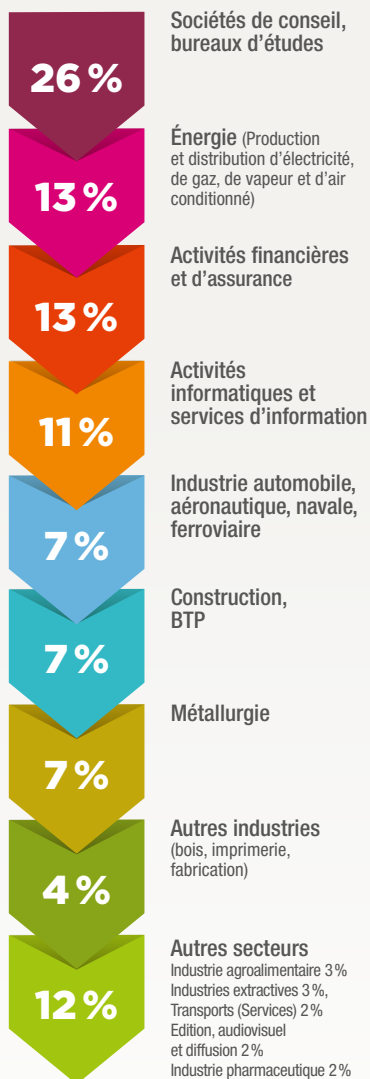 Sociétés de conseil,
bureaux d’études
26 %
Énergie (Production
et distribution d’électricité,
de gaz, de vapeur et d’air
conditionné)
13 %
Activités financières
et d’assurance
13 %
Activités
informatiques et
services d’information
11 %
Industrie automobile,
aéronautique, navale,
ferroviaire
7 %
Construction,
BTP
7 %
Métallurgie
7 %
Autres industries
(bois, imprimerie,
fabrication)
4 %
Autres secteurs
Industrie agroalimentaire 3 %
Industries extractives 3 %,
Transports (Services) 2 %
Edition, audiovisuel
et diffusion 2 %
Industrie pharmaceutique 2 %
12 %